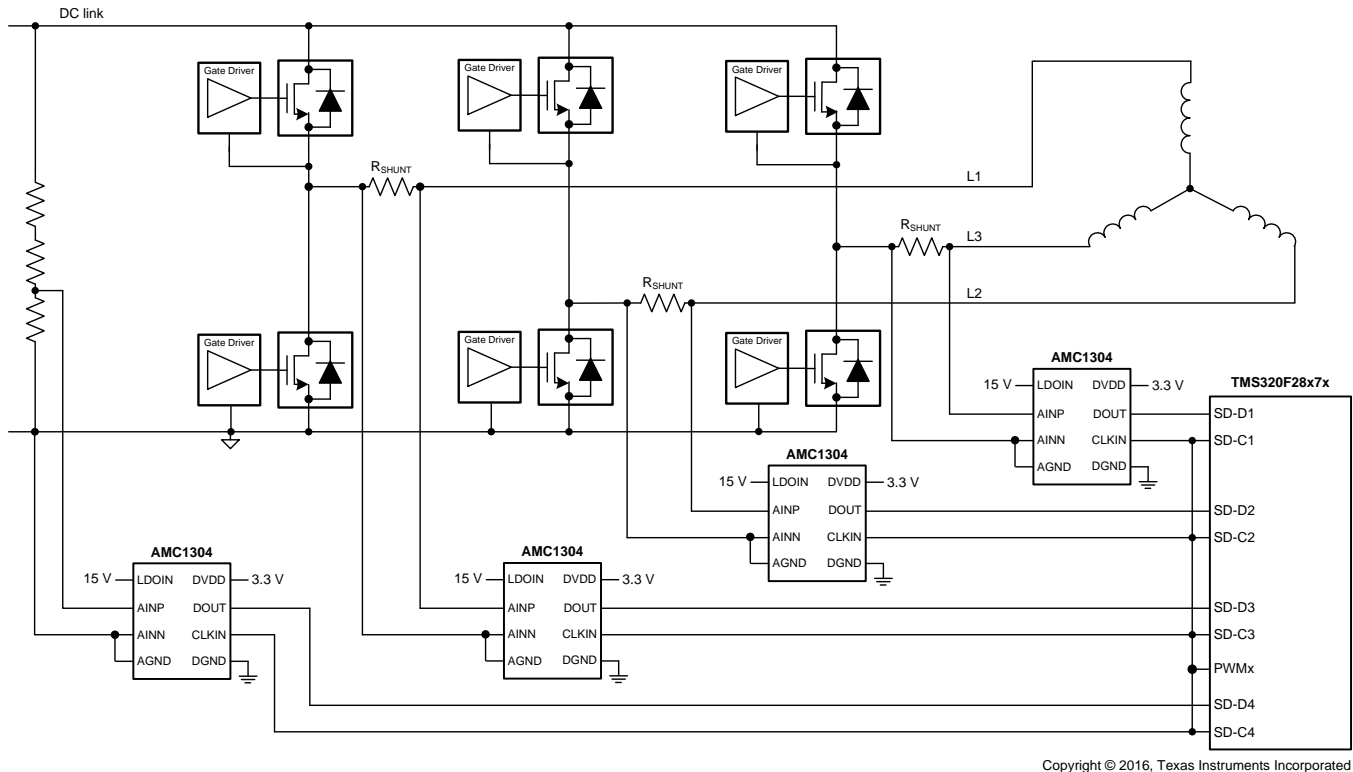 DC link
Gate Driver
Gate Driver
Gate Driver
RSHUNT
L1
RSHUNT
L3
RSHUNT
L2
Gate Driver
Gate Driver
Gate Driver
AMC1304
15 V
LDOIN DVDD
3.3 V
AINP DOUT
AINN CLKIN
AGND DGND
TMS320F28x7x
SD-D1
SD-C1
SD-D2
SD-C2
SD-D3
SD-C3
PWMx
SD-D4
SD-C4
AMC1304
15 V
LDOIN DVDD
3.3 V
AINP DOUT
AINN CLKIN
AGND DGND
AMC1304
15 V
LDOIN DVDD
3.3 V
AINP DOUT
AINN CLKIN
AGND DGND
AMC1304
15 V
LDOIN DVDD
3.3 V
AINP DOUT
AINN CLKIN
AGND DGND
Copyright © 2016, Texas Instruments Incorporated